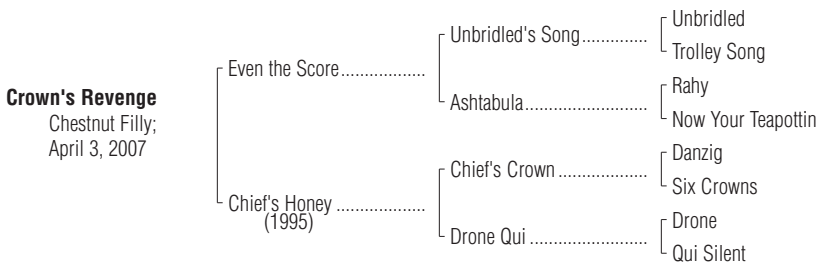 Crown's Revenge
Chestnut Filly;
April 3, 2007
Even the Score..................
Chief's Honey ...................
(1995)
Unbridled's Song..............
Ashtabula..........................
Chief's Crown ...................
Drone Qui .........................
Unbridled
Trolley Song
Rahy
Now Your Teapottin
Danzig
Six Crowns
Drone
Qui Silent